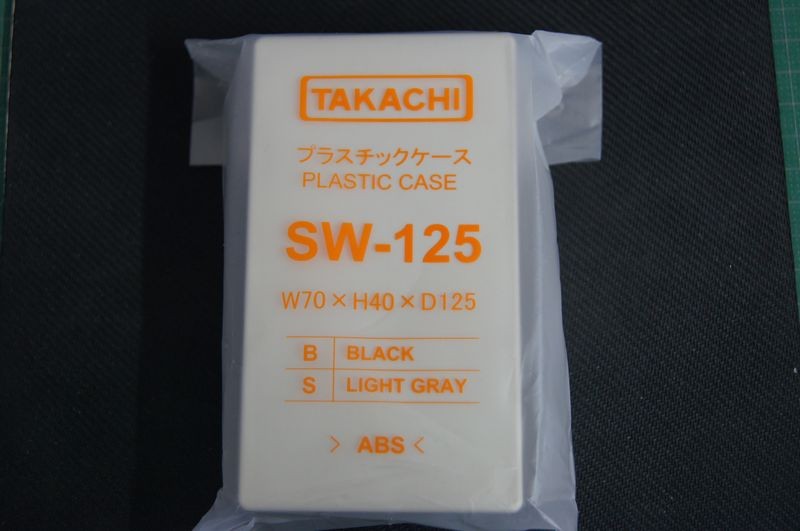 TAKACHI
プラスチックケース
PLASTIC CASE
SW-125
W70×H40×D125
B BLACK
S LIGHT GRAY
> ABS <